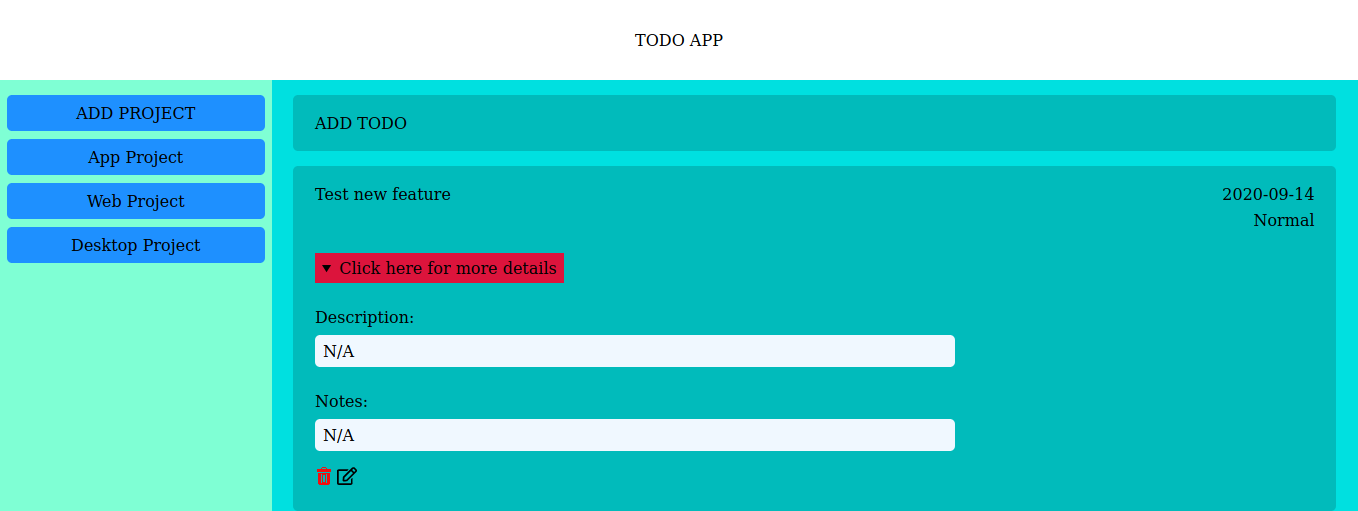 TODO APP
ADD PROJECT
App Project
Web Project
Desktop Project
ADD TODO
Test new feature
2020-09-14
Normal
Click here for more details
Description:
N/A
Notes:
N/A